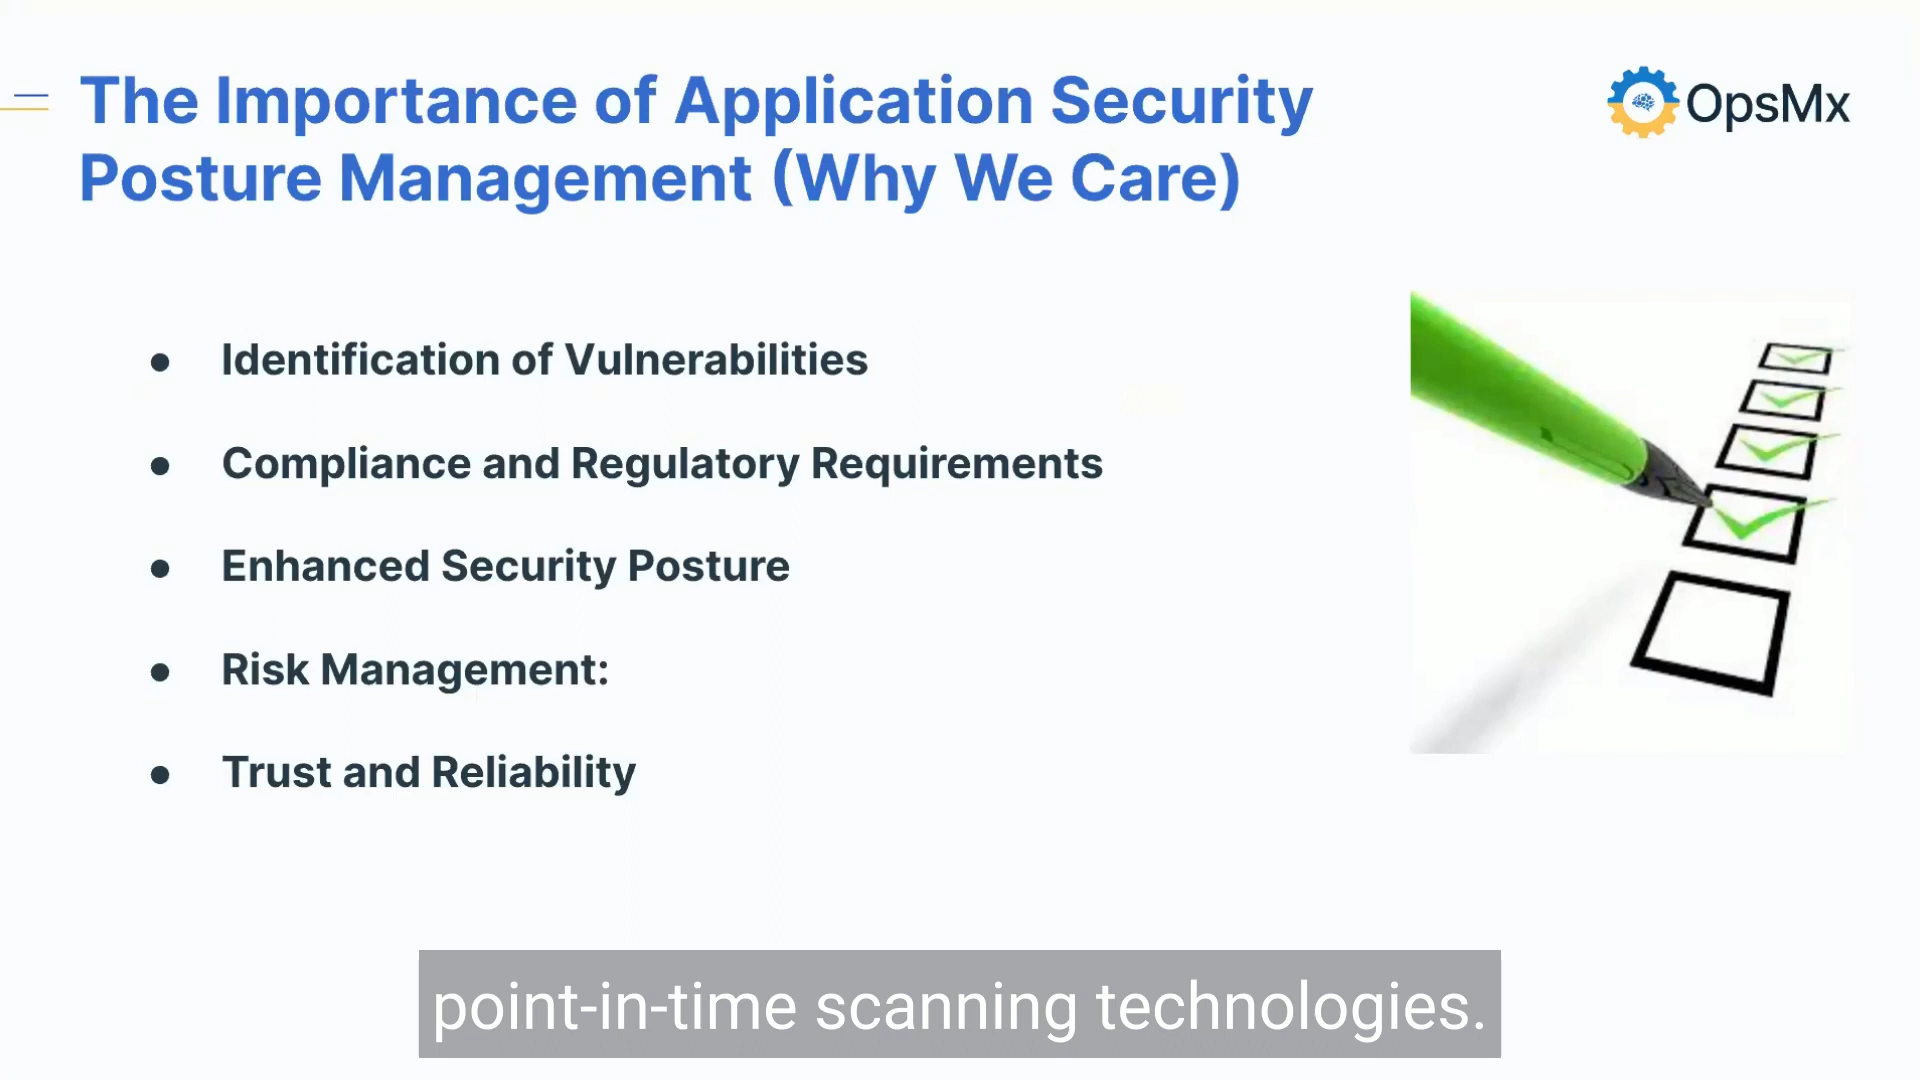 The Importance of Application Security
Posture Management (Why We Care)
OpsMx
● Identification of Vulnerabilities
● Compliance and Regulatory Requirements
● Enhanced Security Posture
● Risk Management:
● Trust and Reliability
point-in-time scanning technologies.